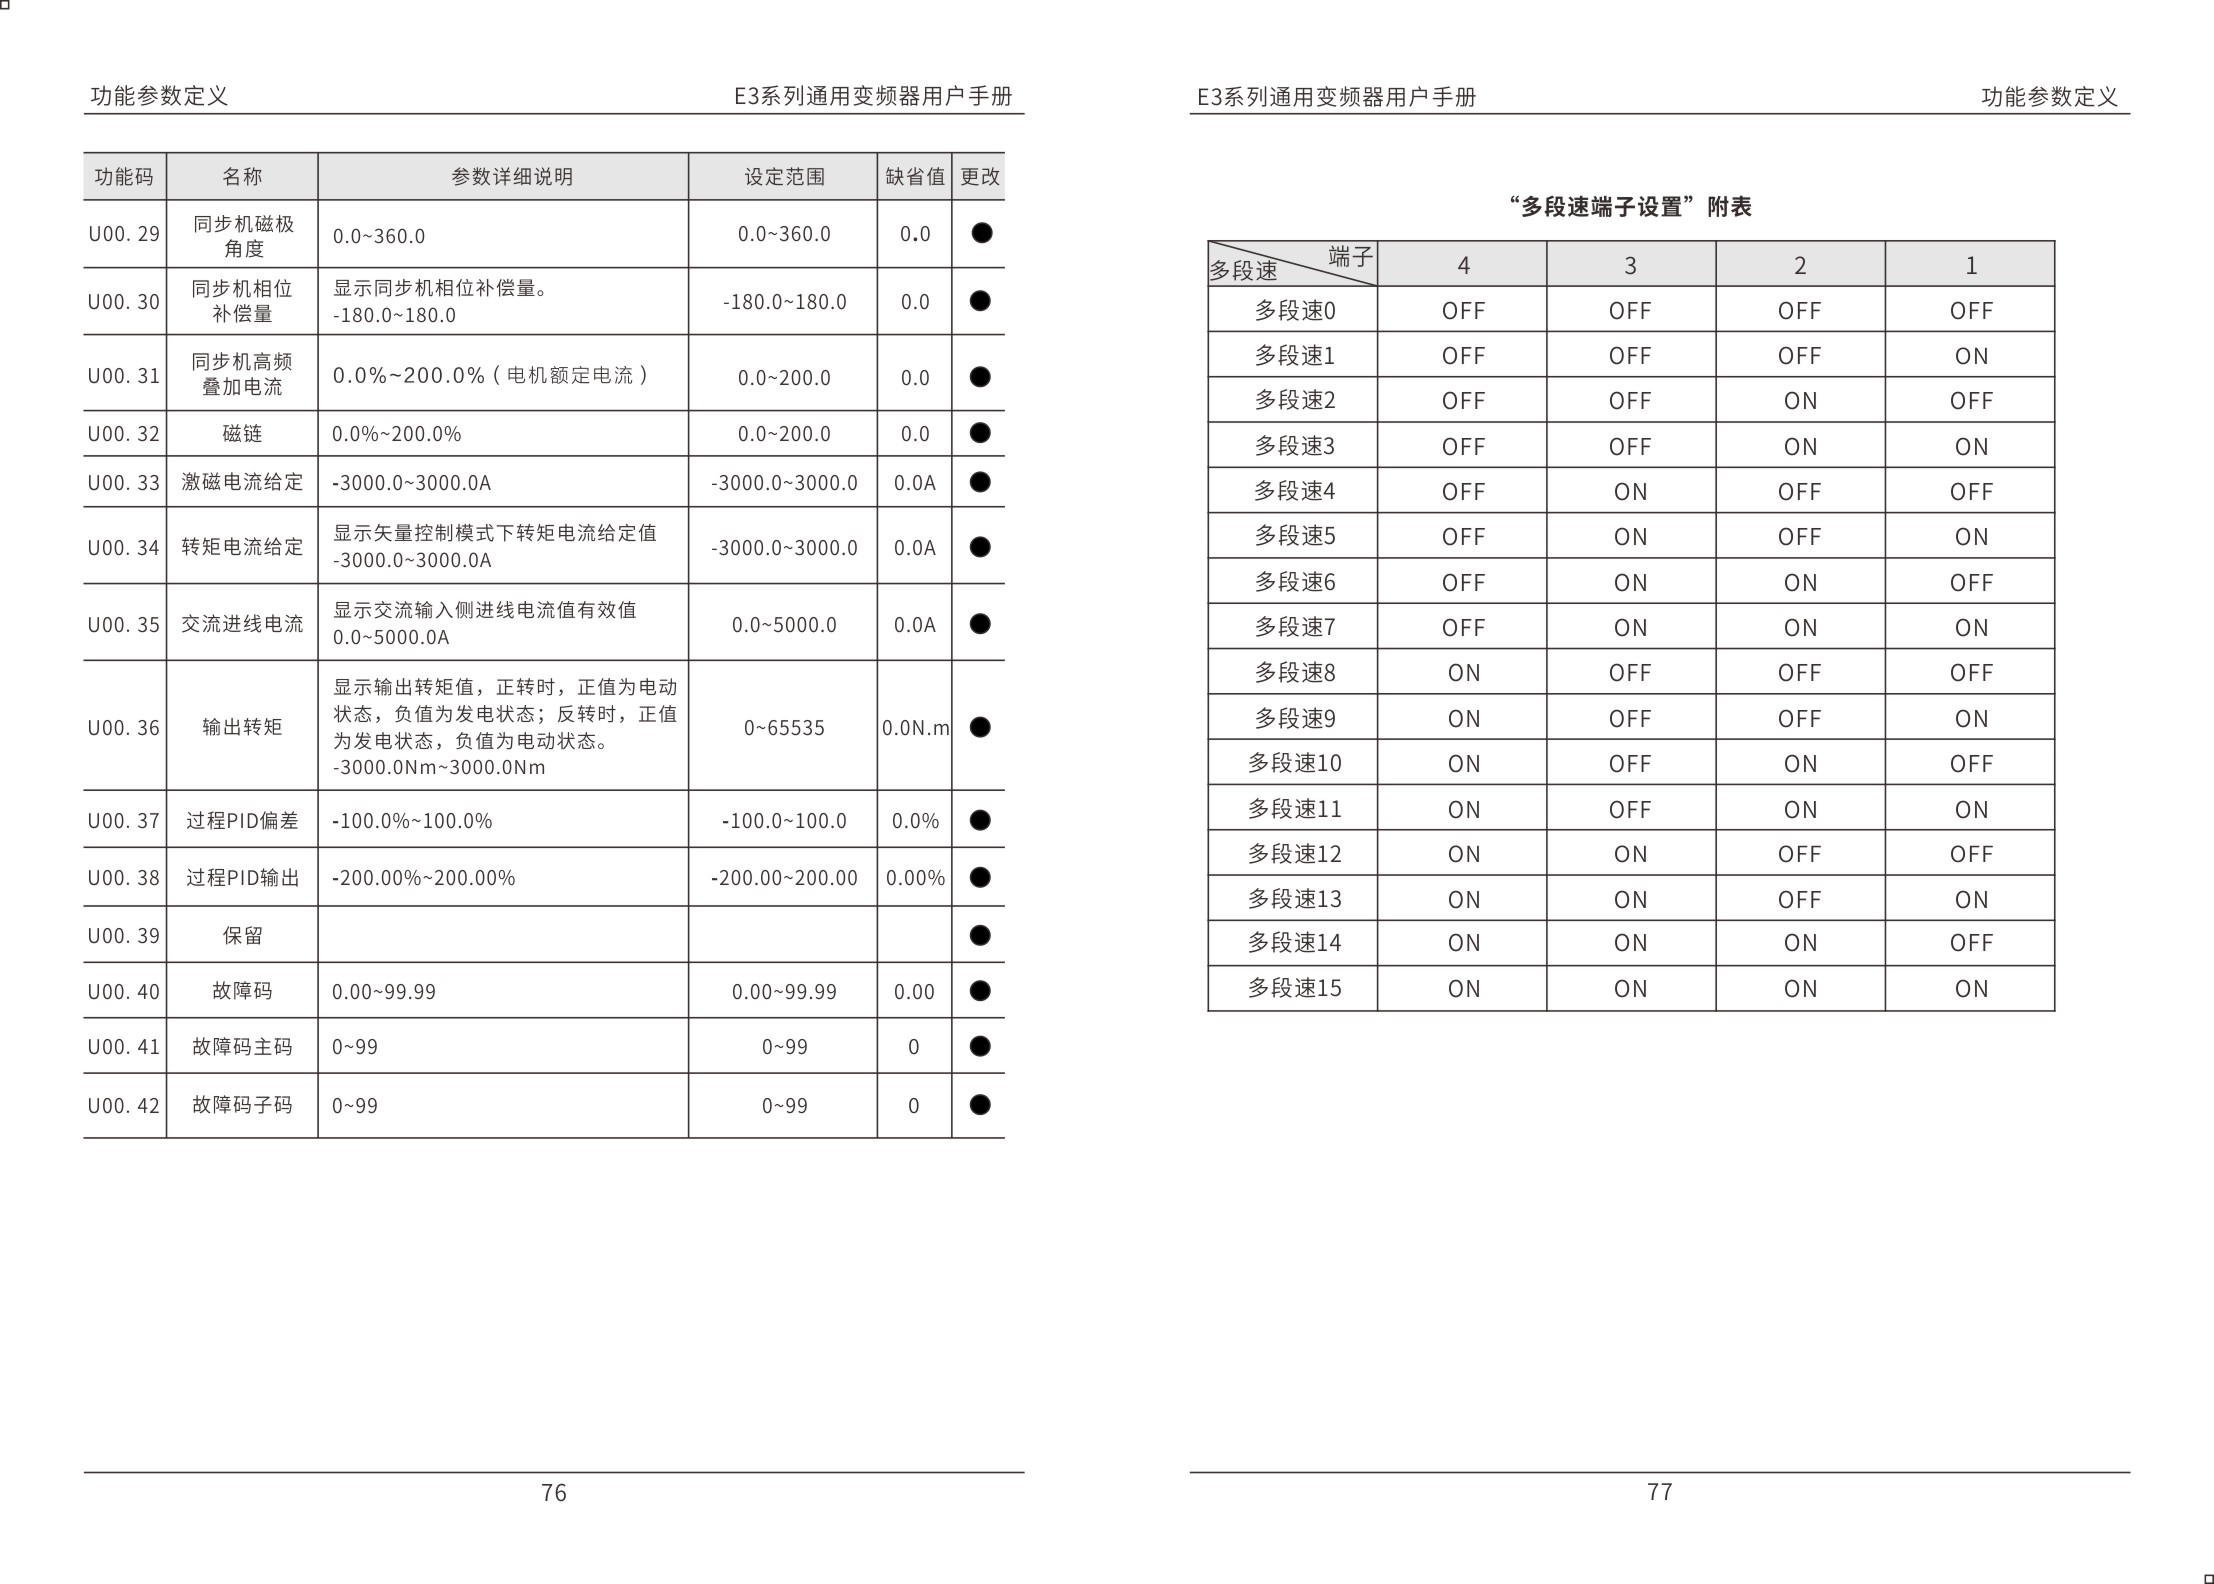 功能参数定义 E3系列通用变频器用户手册
功能码 名称 参数详细说明 设定范围 缺省值 更改
U00. 29 同步机磁极角度 0.0~360.0 0.0~360.0 0.0 ●
U00. 30 同步机相位补偿量 显示同步机相位补偿量。
-180.0~180.0 -180.0~180.0 0.0 ●
U00. 31 同步机高频叠加电流 0.0%~200.0%(电机额定电流) 0.0~200.0 0.0 ●
U00. 32 磁链 0.0%~200.0% 0.0~200.0 0.0 ●
U00. 33 激磁电流给定 -3000.0~3000.0A -3000.0~3000.0 0.0A ●
U00. 34 转矩电流给定 显示矢量控制模式下转矩电流给定值
-3000.0~3000.0A -3000.0~3000.0 0.0A ●
U00. 35 交流进线电流 显示交流输入侧进线电流值有效值
0.0~5000.0A 0.0~5000.0 0.0A ●
U00. 36 输出转矩 显示输出转矩值，正转时，正值为电动
状态，负值为发电状态；反转时，正值
为发电状态，负值为电动状态。
-3000.0Nm~3000.0Nm 0~65535 0.0N.m ●
U00. 37 过程PID偏差 -100.0%~100.0% -100.0~100.0 0.0% ●
U00. 38 过程PID输出 -200.00%~200.00% -200.00~200.00 0.00% ●
U00. 39 保留 ●
U00. 40 故障码 0.00~99.99 0.00~99.99 0.00 ●
U00. 41 故障码主码 0~99 0~99 0 ●
U00. 42 故障码子码 0~99 0~99 0 ●
76
E3系列通用变频器用户手册 功能参数定义
“多段速端子设置”附表
多段速 端子 4 3 2 1
多段速0 OFF OFF OFF OFF
多段速1 OFF OFF OFF ON
多段速2 OFF OFF ON OFF
多段速3 OFF OFF ON ON
多段速4 OFF ON OFF OFF
多段速5 OFF ON OFF ON
多段速6 OFF ON ON OFF
多段速7 OFF ON ON ON
多段速8 ON OFF OFF OFF
多段速9 ON OFF OFF ON
多段速10 ON OFF ON OFF
多段速11 ON OFF ON ON
多段速12 ON ON OFF OFF
多段速13 ON ON OFF ON
多段速14 ON ON ON OFF
多段速15 ON ON ON ON
77